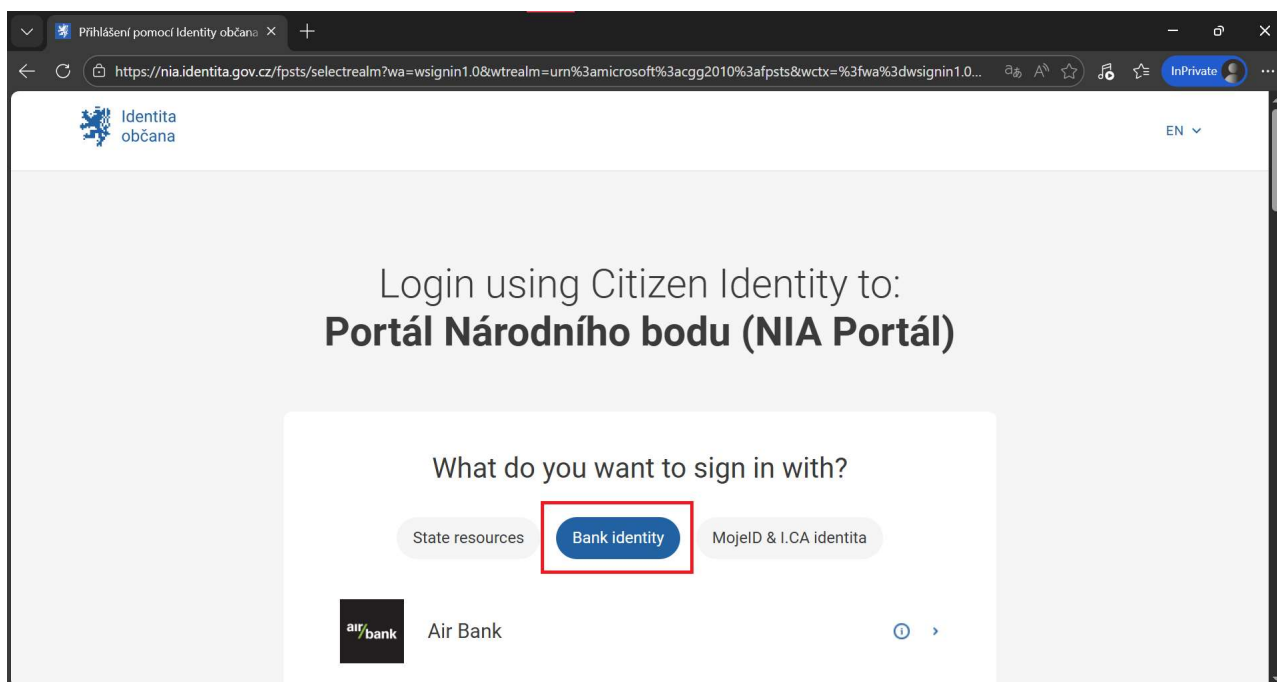 Přihlášení pomocí Identity občana
https://nia.identita.gov.cz/fpsts/selectrealm?wa=wsignin1.0&wtrealm=urn%3amicrosoft%3acgg2010%3afpsts&wctx=%3fwa%3dwsignin1.0...
InPrivate
Identita
občana
EN
Login using Citizen Identity to:
Portál Národního bodu (NIA Portál)
What do you want to sign in with?
State resources Bank identity MojeID & I.CA identita
air bank Air Bank